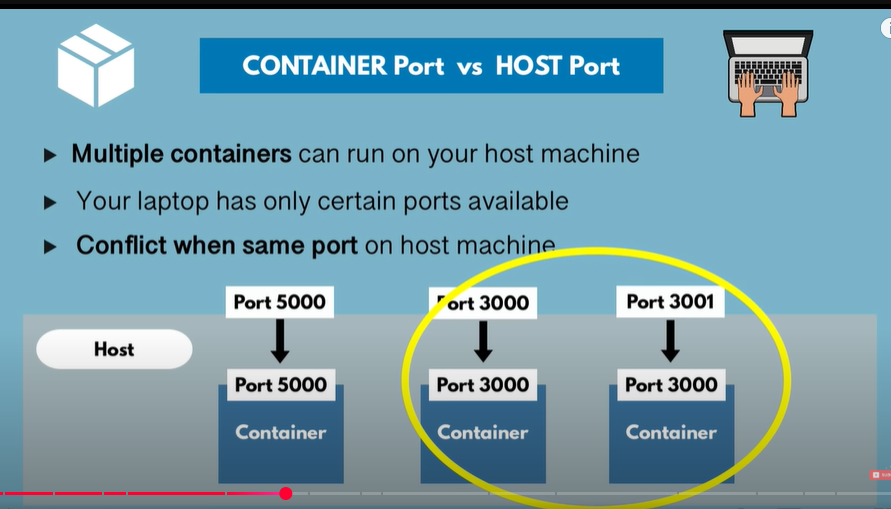 CONTAINER Port vs HOST Port
Multiple containers can run on your host machine
Your laptop has only certain ports available
Conflict when same port on host machine
Port 5000
Port 3000
Port 3001
Host
Port 5000
Port 3000
Port 3000
Container
Container
Container